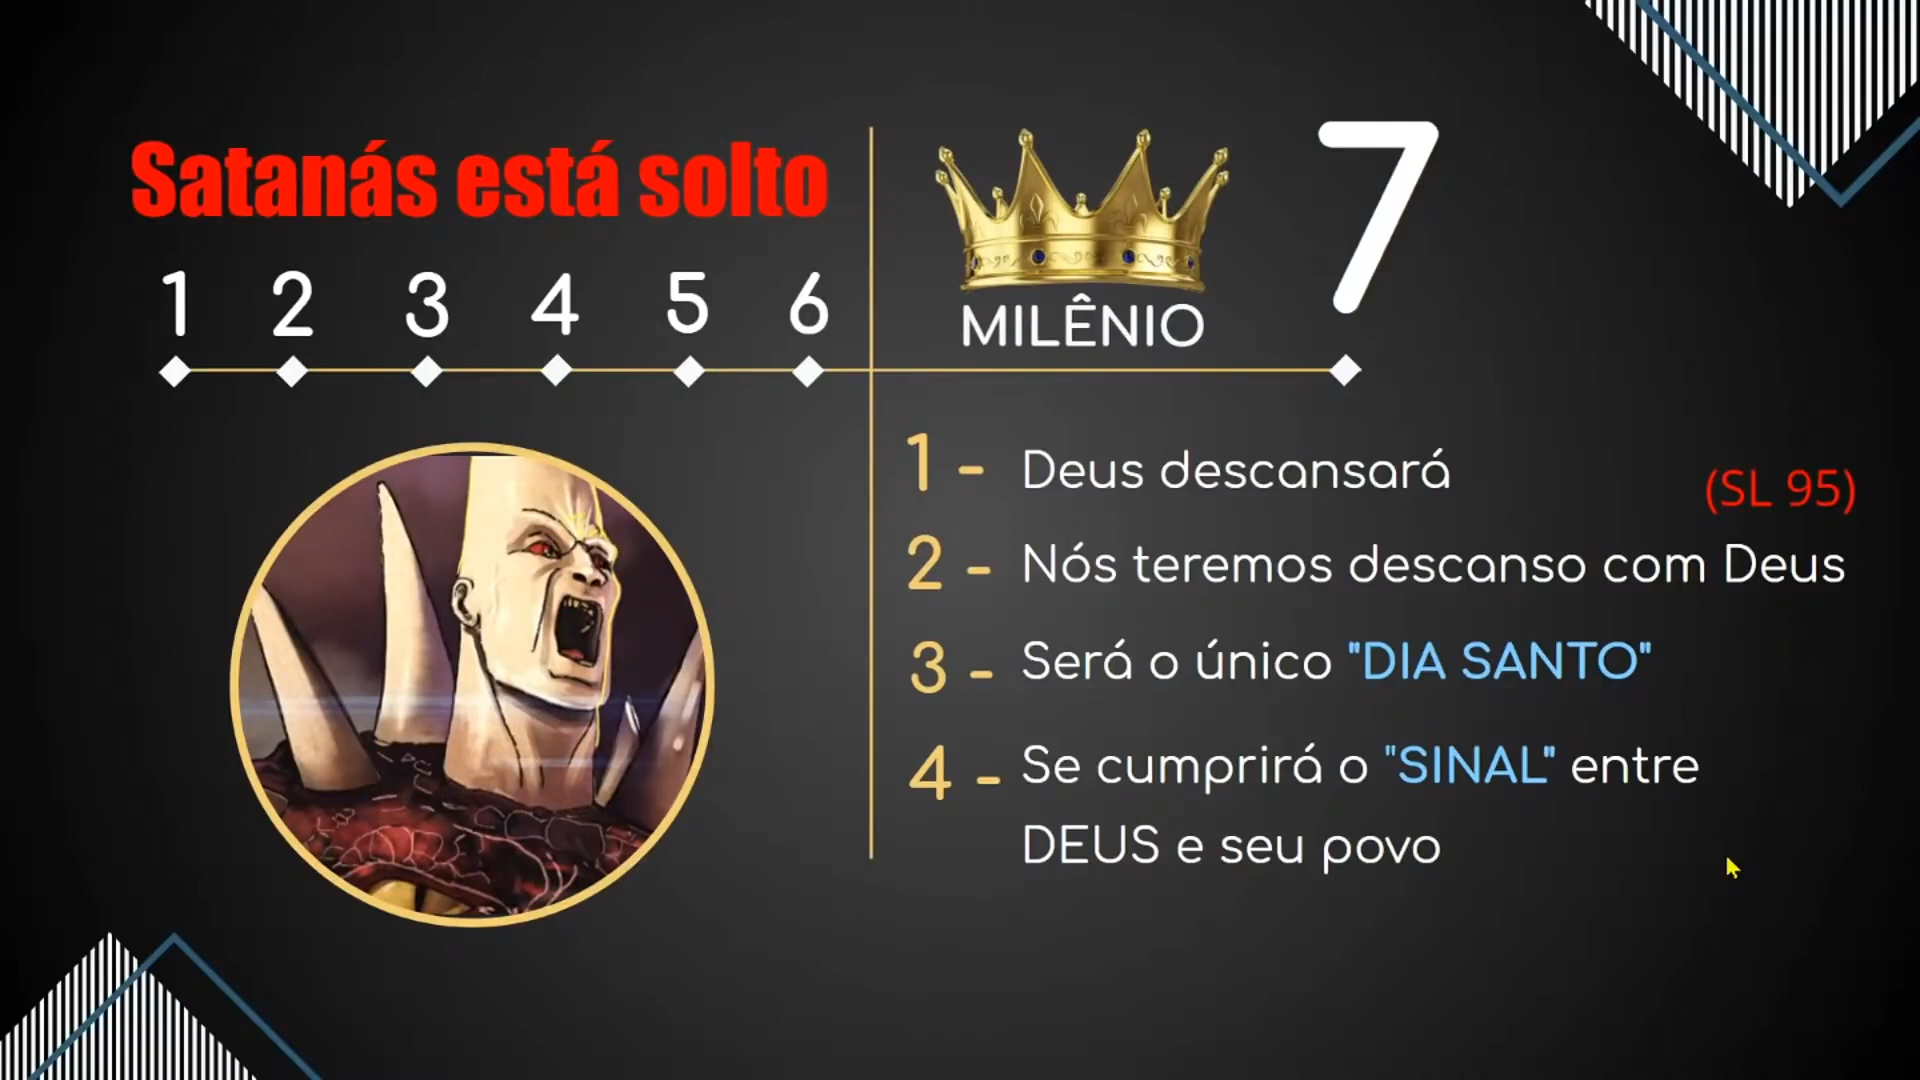 Satanás está solto
1 2 3 4 5 6
MILÊNIO
7
1 - Deus descansará
(SL 95)
2 - Nós teremos descanso com Deus
3 - Será o único "DIA SANTO"
4 - Se cumprirá o "SINAL" entre
DEUS e seu povo